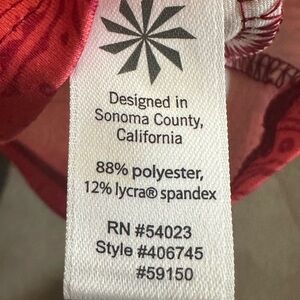 Designed in
Sonoma County,
California
88% polyester,
12% lycra® spandex
RN #54023
Style #406745
#59150